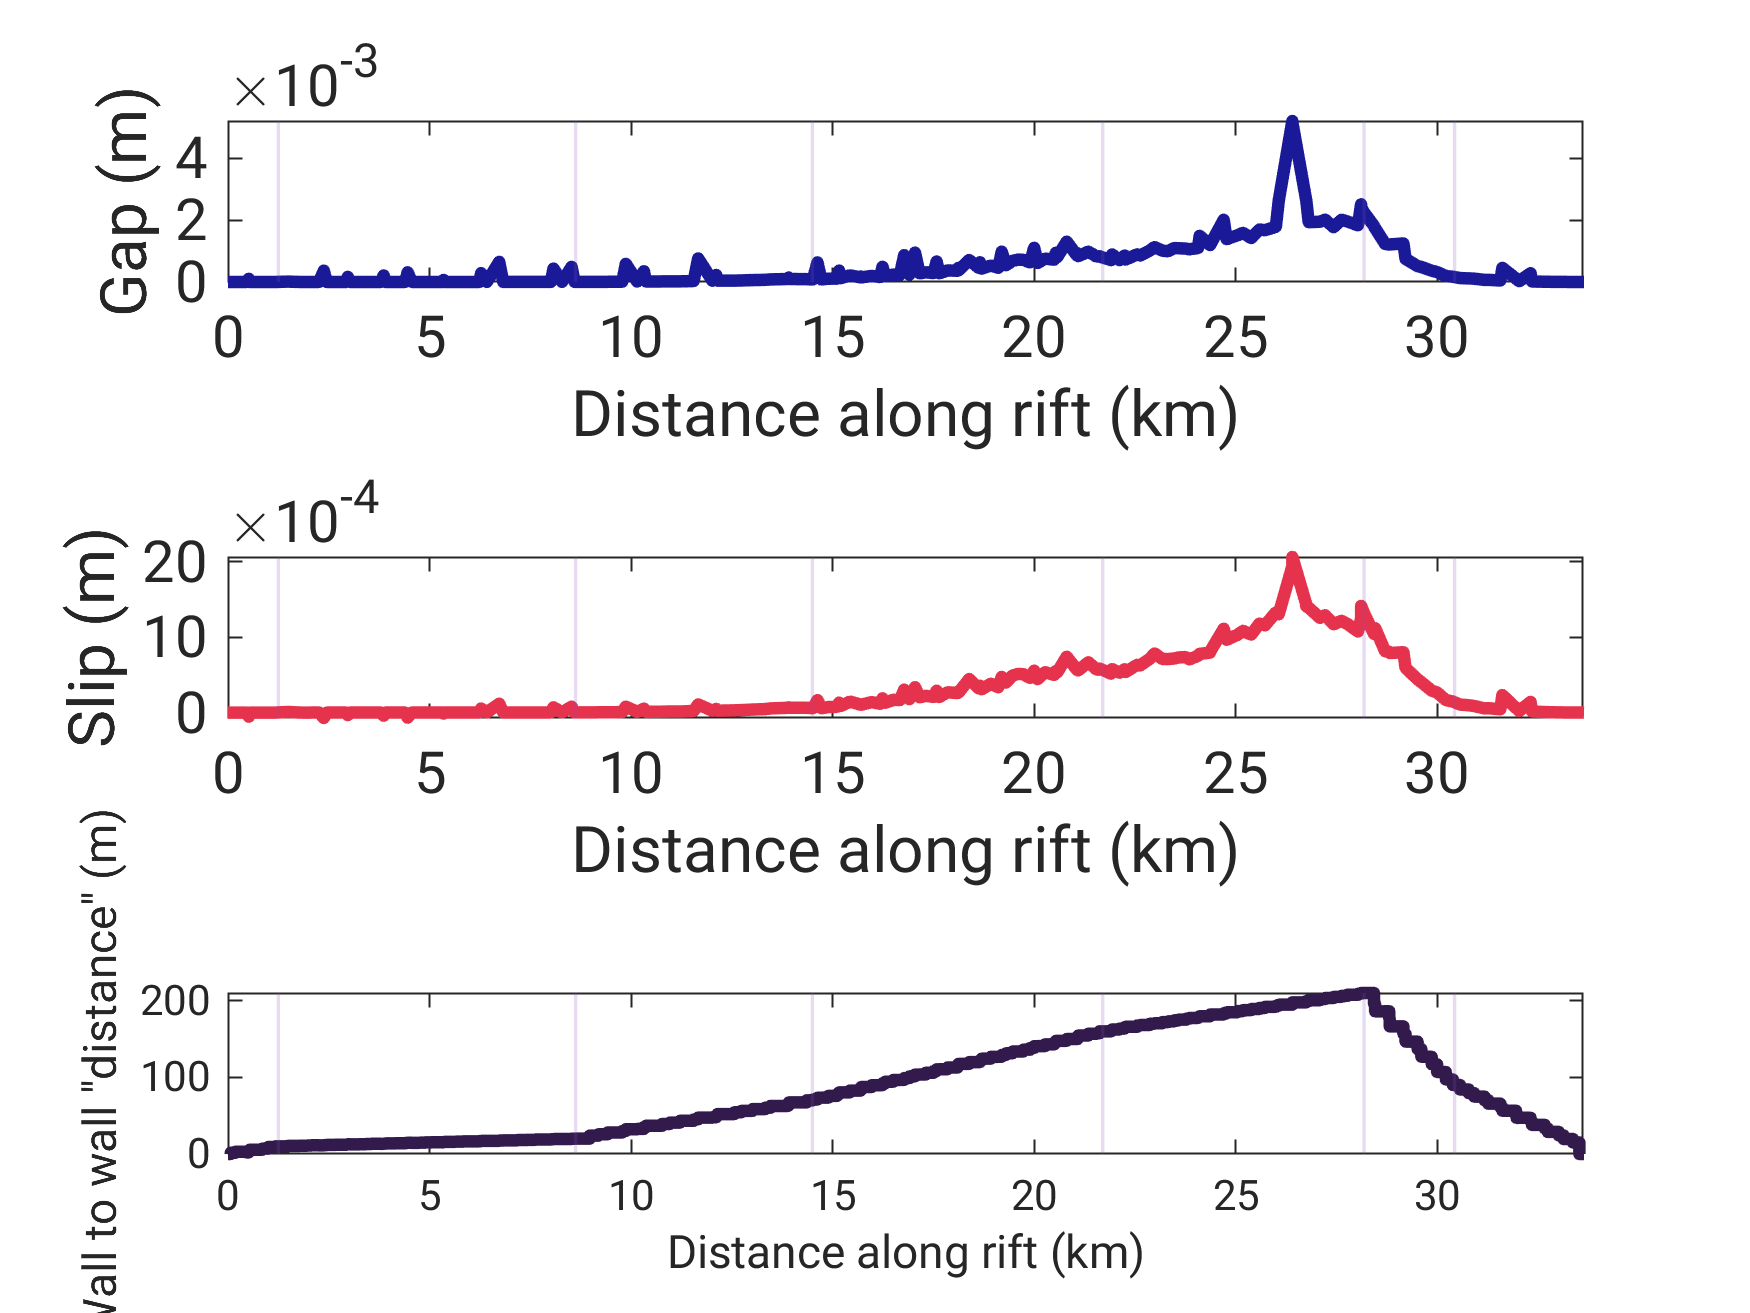 ×10-3
Gap (m)
4
2
0
0 5 10 15 20 25 30
Distance along rift (km)
×10-4
Slip (m)
20
10
0
0 5 10 15 20 25 30
Distance along rift (km)
to wall "distance" (m)
200
100
0
0 5 10 15 20 25 30
Distance along rift (km)